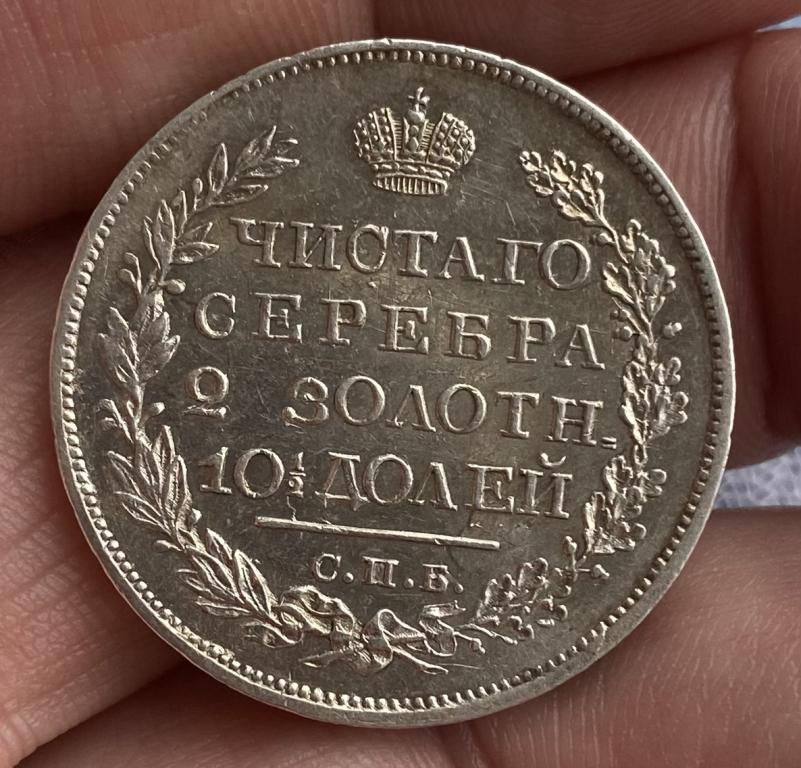 ЧИСТАГО
СЕРЕБРА
2 ЗОЛОТН.
10½ ДОЛЕЙ
С.П.Б.